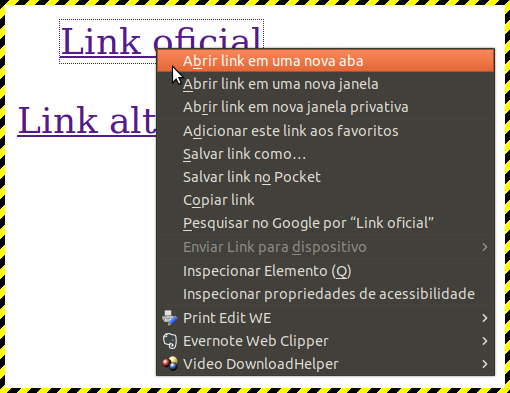 Link oficial
Abrir link em uma nova aba
Abrir link em uma nova janela
Link alt
Abrir link em nova janela privativa
Adicionar este link aos favoritos
Salvar link como…
Salvar link no Pocket
Copiar link
Pesquisar no Google por “Link oficial”
Enviar Link para dispositivo
Inspecionar Elemento (Q)
Inspecionar propriedades de acessibilidade
Print Edit WE
Evernote Web Clipper
Video DownloadHelper